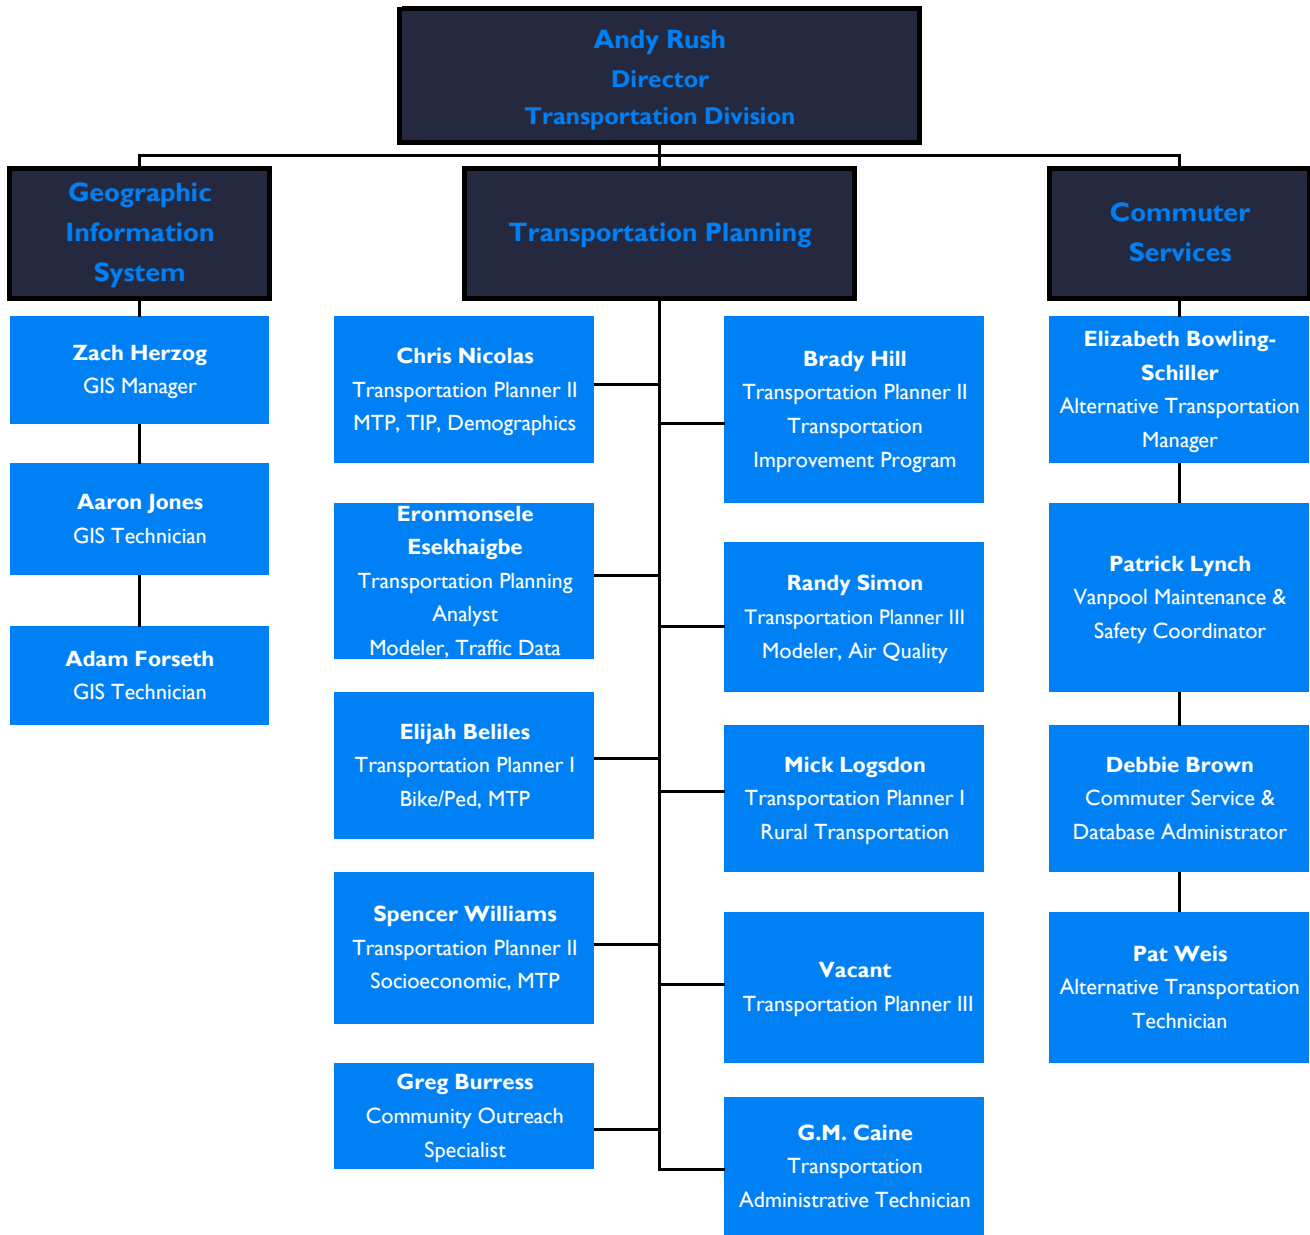 Andy Rush
Director
Transportation Division
Geographic
Information
System
Zach Herzog
GIS Manager
Aaron Jones
GIS Technician
Adam Forseth
GIS Technician
Transportation Planning
Chris Nicolas
Transportation Planner II
MTP, TIP, Demographics
Eronmonsele
Esekhaigbe
Transportation Planning
Analyst
Modeler, Traffic Data
Elijah Beliles
Transportation Planner I
Bike/Ped, MTP
Spencer Williams
Transportation Planner II
Socioeconomic, MTP
Greg Burress
Community Outreach
Specialist
Brady Hill
Transportation Planner II
Transportation
Improvement Program
Randy Simon
Transportation Planner III
Modeler, Air Quality
Mick Logsdon
Transportation Planner I
Rural Transportation
Vacant
Transportation Planner III
G.M. Caine
Transportation
Administrative Technician
Commuter
Services
Elizabeth Bowling-
Schiller
Alternative Transportation
Manager
Patrick Lynch
Vanpool Maintenance &
Safety Coordinator
Debbie Brown
Commuter Service &
Database Administrator
Pat Weis
Alternative Transportation
Technician